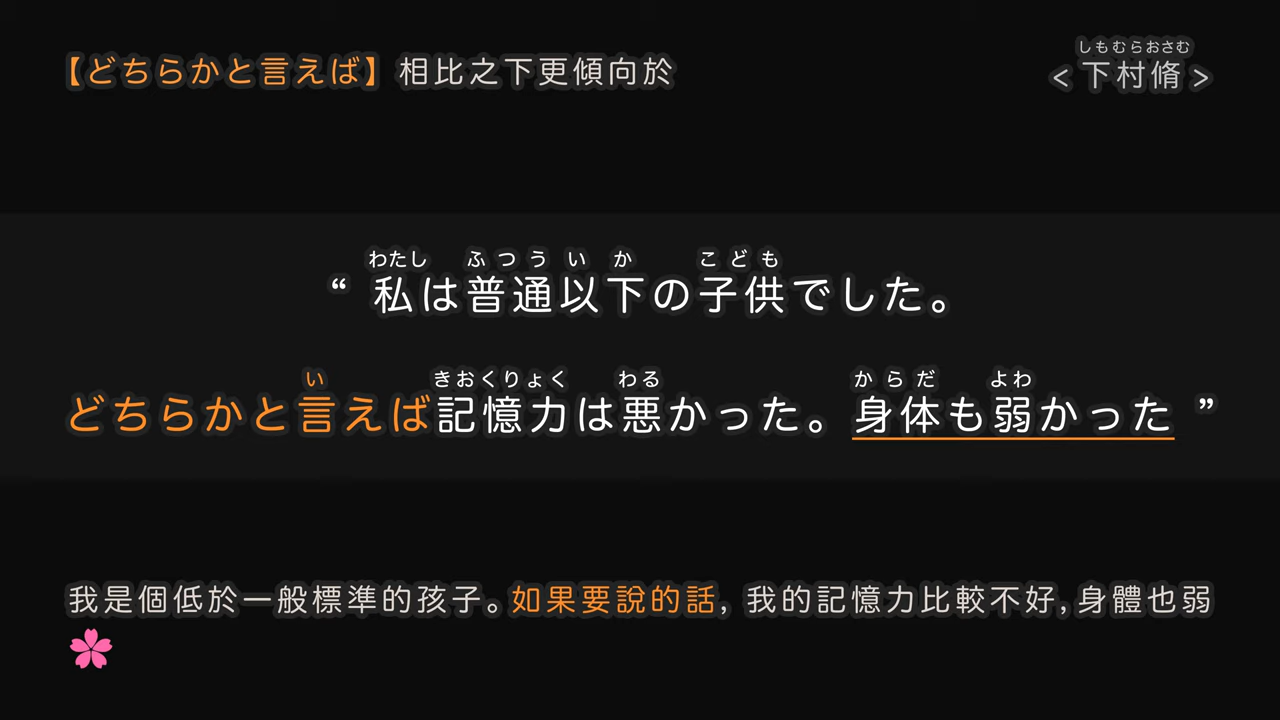 【どちらかと言えば】相比之下更傾向於
しもむらおさむ
< 下村脩 >
わたし ふつういか こども
“ 私は普通以下の子供でした。
い きおくりょく わる からだ よわ
どちらかと言えば記憶力は悪かった。身体も弱かった ”
我是個低於一般標準的孩子。如果要說的話, 我的記憶力比較不好, 身體也弱